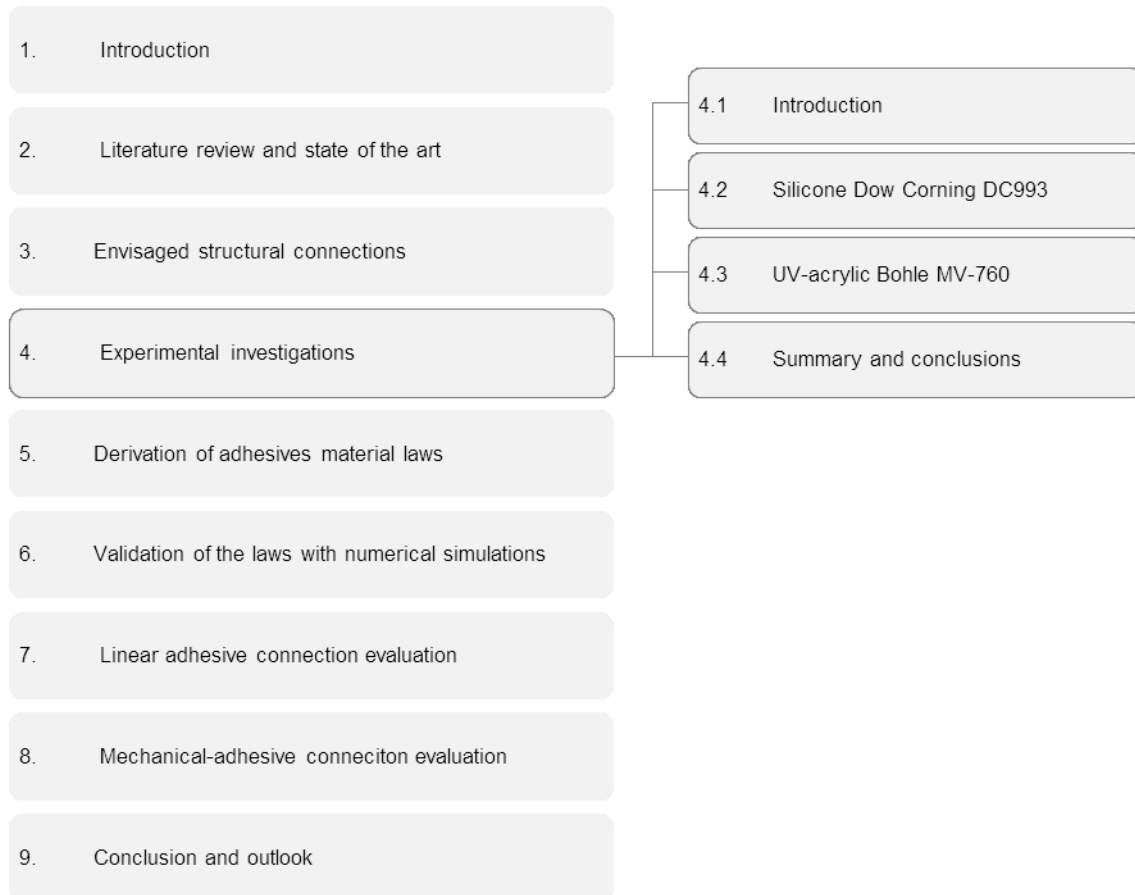 1. Introduction
2. Literature review and state of the art
3. Envisaged structural connections
4. Experimental investigations
5. Derivation of adhesives material laws
6. Validation of the laws with numerical simulations
7. Linear adhesive connection evaluation
8. Mechanical-adhesive conneciton evaluation
9. Conclusion and outlook
4.1 Introduction
4.2 Silicone Dow Corning DC993
4.3 UV-acrylic Bohle MV-760
4.4 Summary and conclusions